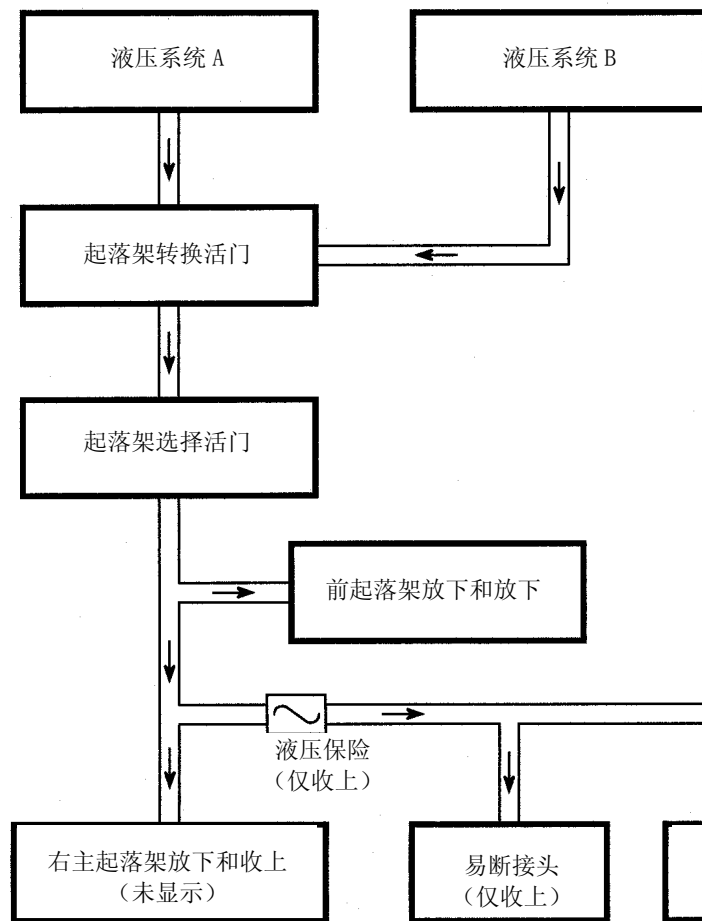 液压系统 A
液压系统 B
起落架转换活门
起落架选择活门
前起落架放下和放下
液压保险
（仅收上）
右主起落架放下和收上
（未显示）
易断接头
（仅收上）